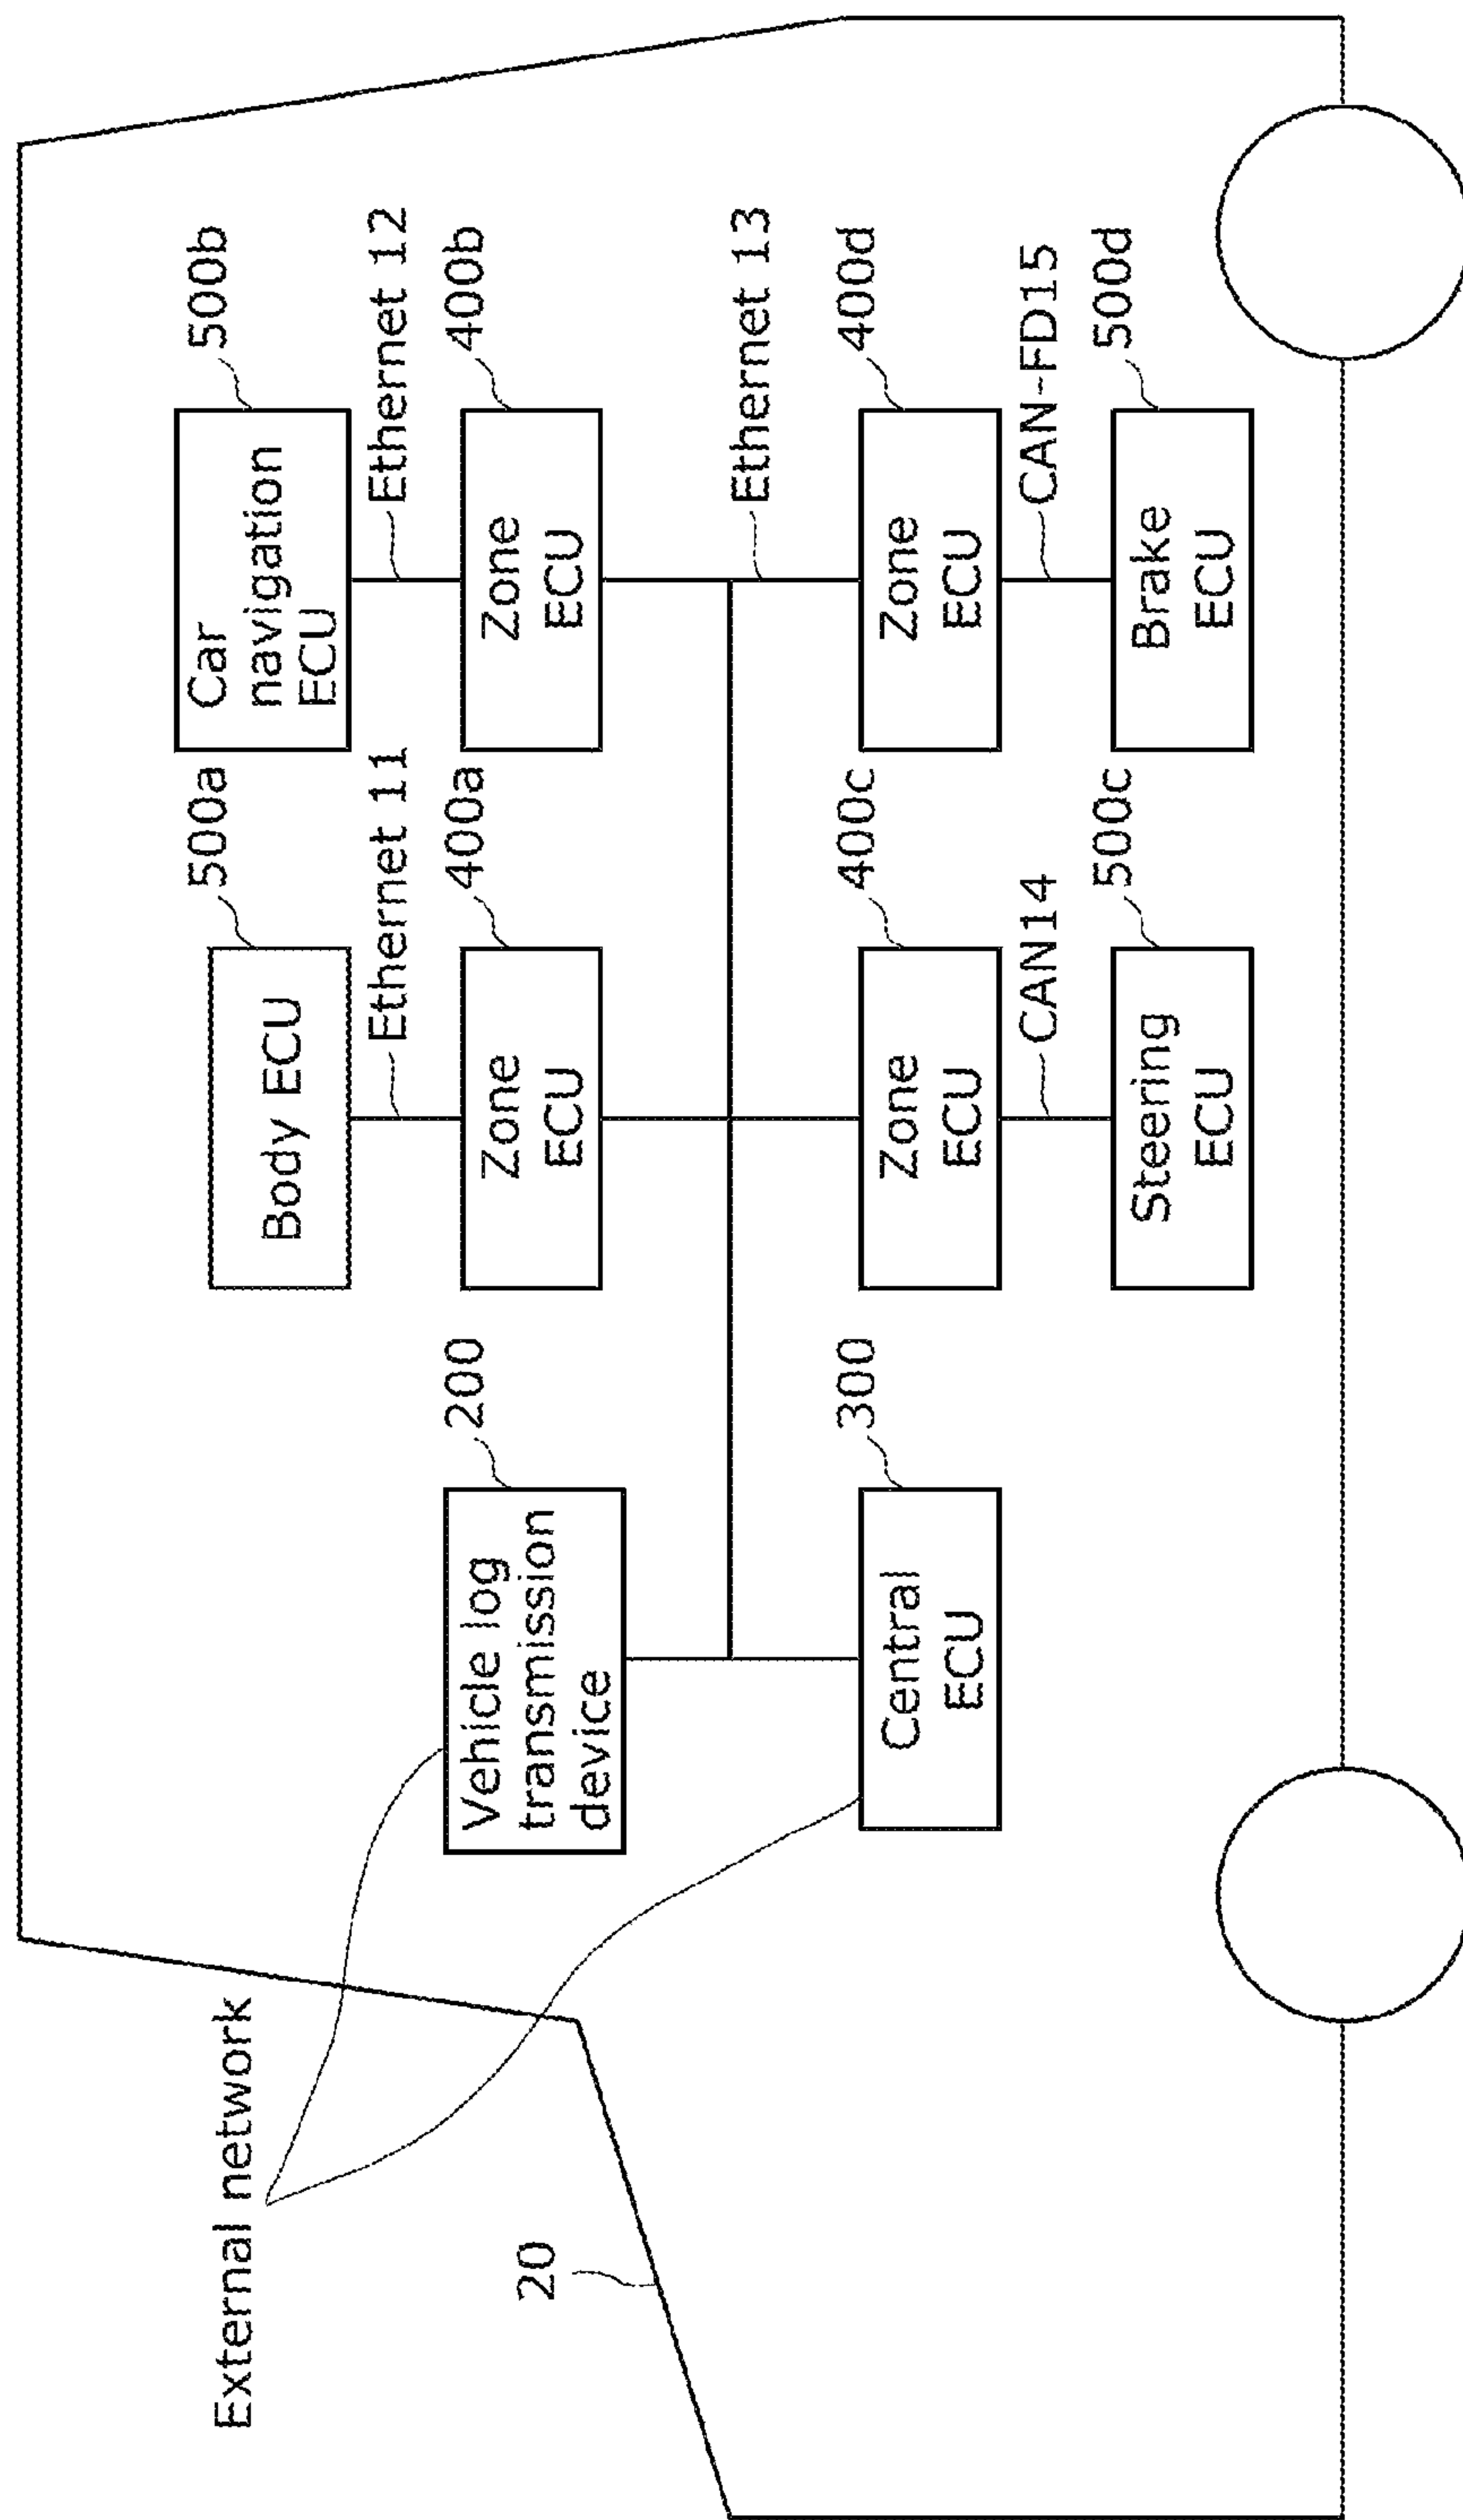 External network
20
Vehicle log
transmission
device
200
Central
ECU
300
Body ECU
500a
Ethernet 11
Zone
ECU
400a
Zone
ECU
400c
CAN14
Steering
ECU
500c
Car
navigation
ECU
500b
Ethernet 12
Zone
ECU
400b
Ethernet 13
Zone
ECU
400d
CAN-FD15
Brake
ECU
500d